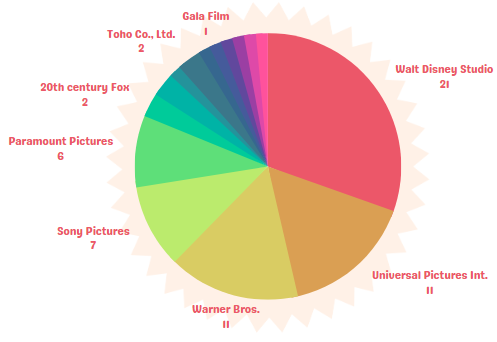 Gala Film
1
Toho Co., Ltd.
2
Walt Disney Studio
21
20th century Fox
2
Paramount Pictures
6
Sony Pictures
7
Universal Pictures Int.
11
Warner Bros.
11